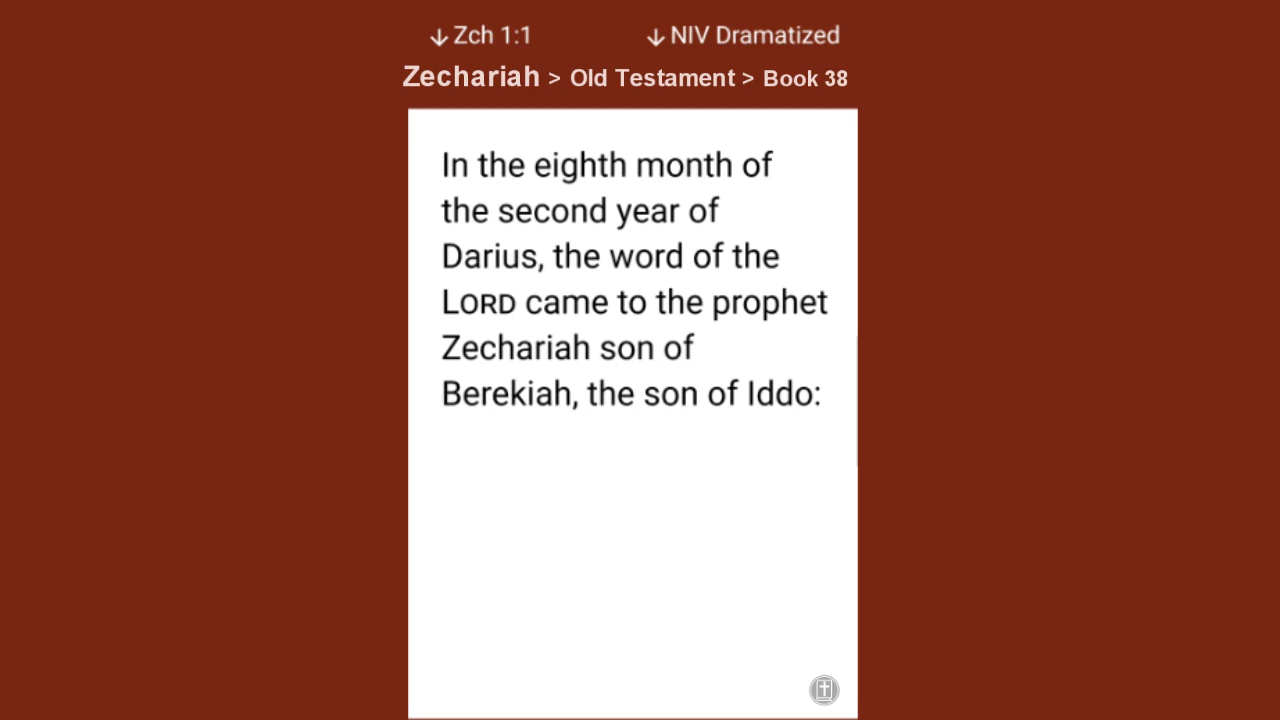 ↓ Zch 1:1 ↓ NIV Dramatized
Zechariah > Old Testament > Book 38
In the eighth month of
the second year of
Darius, the word of the
LORD came to the prophet
Zechariah son of
Berekiah, the son of Iddo: